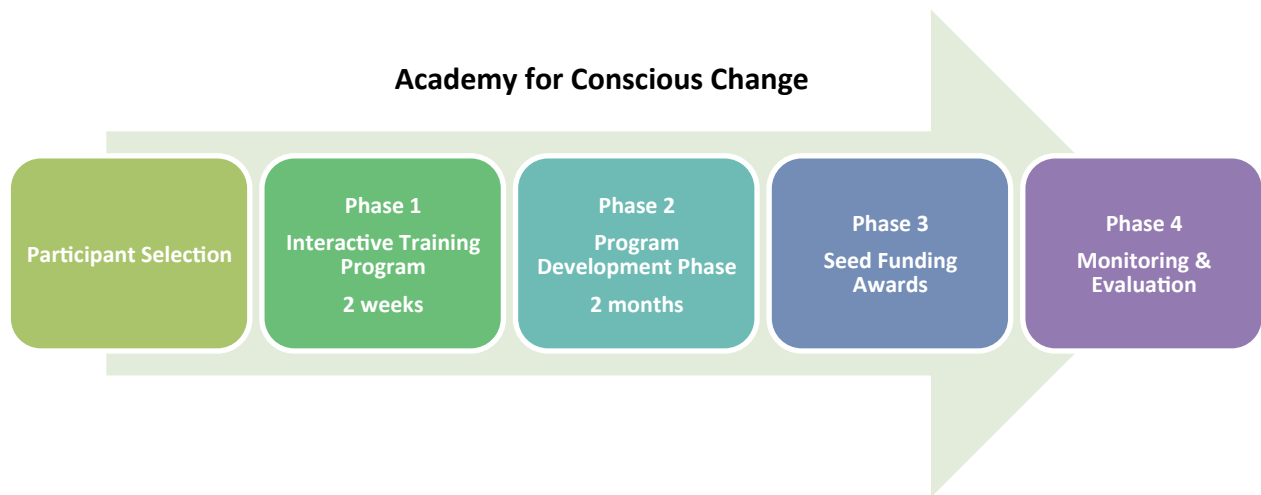 Academy for Conscious Change
Participant Selection
Phase 1
Interactive Training
Program
2 weeks
Phase 2
Program
Development Phase
2 months
Phase 3
Seed Funding
Awards
Phase 4
Monitoring &
Evaluation